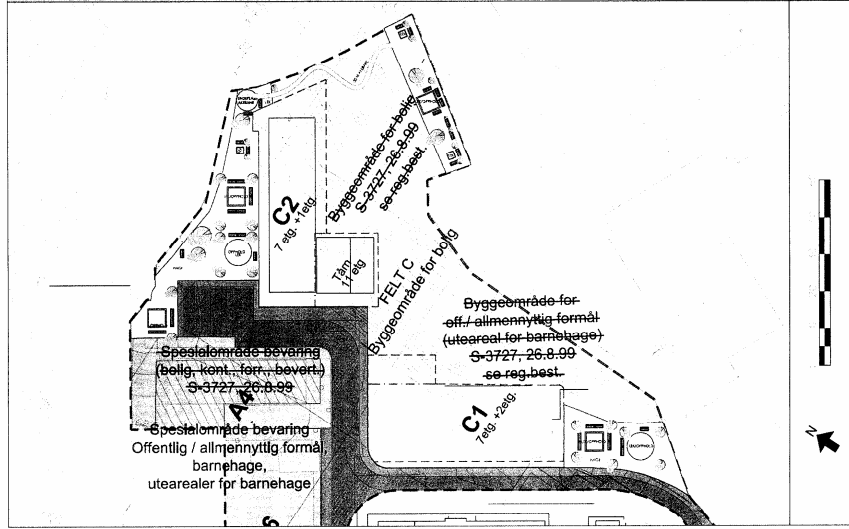 Byggeområde for bolig
S-3727, 26.8.99
se reg.best.
C2
7 etg. +1etg.
Tårn
11 etg
FELT C
Byggeområde for bolig
Byggeområde for
off./ allmennyttig formål
(uteareal for barnehage)
S-3727, 26.8.99
se reg.best.
Spesialområde bevaring
(bolig, kont., forr., bevert.)
S-3727, 26.8.99
A4
Spesialområde bevaring
Offentlig / allmennyttig formål,
barnehage,
utearealer for barnehage
C1
7etg. +2etg.
6
N